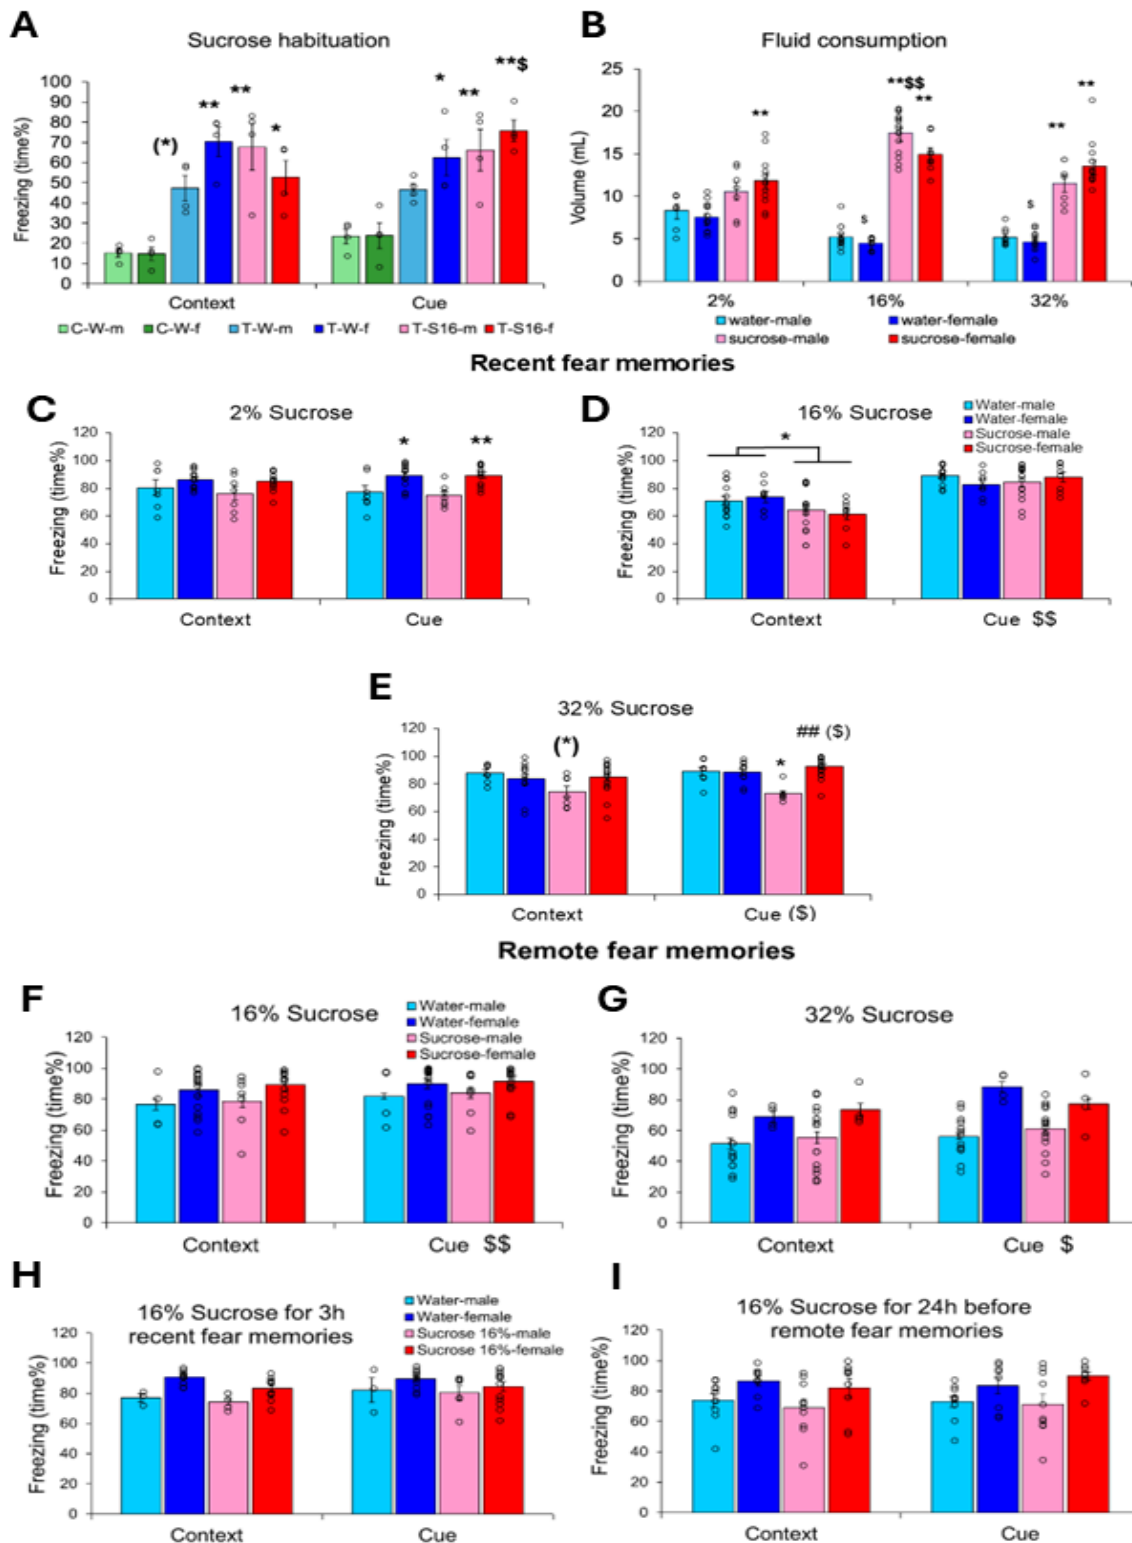 A
Sucrose habituation
Freezing (time%)
100
90
80
70
60
50
40
30
20
10
0
(*)
**
**
*
*
**
**$
Context
Cue
C-W-m
C-W-f
T-W-m
T-W-f
T-S16-m
T-S16-f
B
Fluid consumption
Volume (mL)
25
20
15
10
5
0
**
$
**$$
**
$
**
**
2%
16%
32%
water-male
water-female
sucrose-male
sucrose-female
Recent fear memories
C
2% Sucrose
Freezing (time%)
120
100
80
60
40
20
0
*
**
Context
Cue
D
16% Sucrose
Water-male
Water-female
Sucrose-male
Sucrose-female
Freezing (time%)
120
100
80
60
40
20
0
*
Context
Cue $$
E
32% Sucrose
Freezing (time%)
120
100
80
60
40
20
0
(*)
*
## ($)
Context
Cue ($)
Remote fear memories
F
16% Sucrose
Water-male
Water-female
Sucrose-male
Sucrose-female
Freezing (time%)
120
100
80
60
40
20
0
Context
Cue $$
G
32% Sucrose
Freezing (time%)
120
100
80
60
40
20
0
Context
Cue $
H
16% Sucrose for 3h
recent fear memories
Water-male
Water-female
Sucrose 16%-male
Sucrose 16%-female
Freezing (time%)
120
100
80
60
40
20
0
Context
Cue
I
16% Sucrose for 24h before
remote fear memories
Freezing (time%)
120
100
80
60
40
20
0
Context
Cue